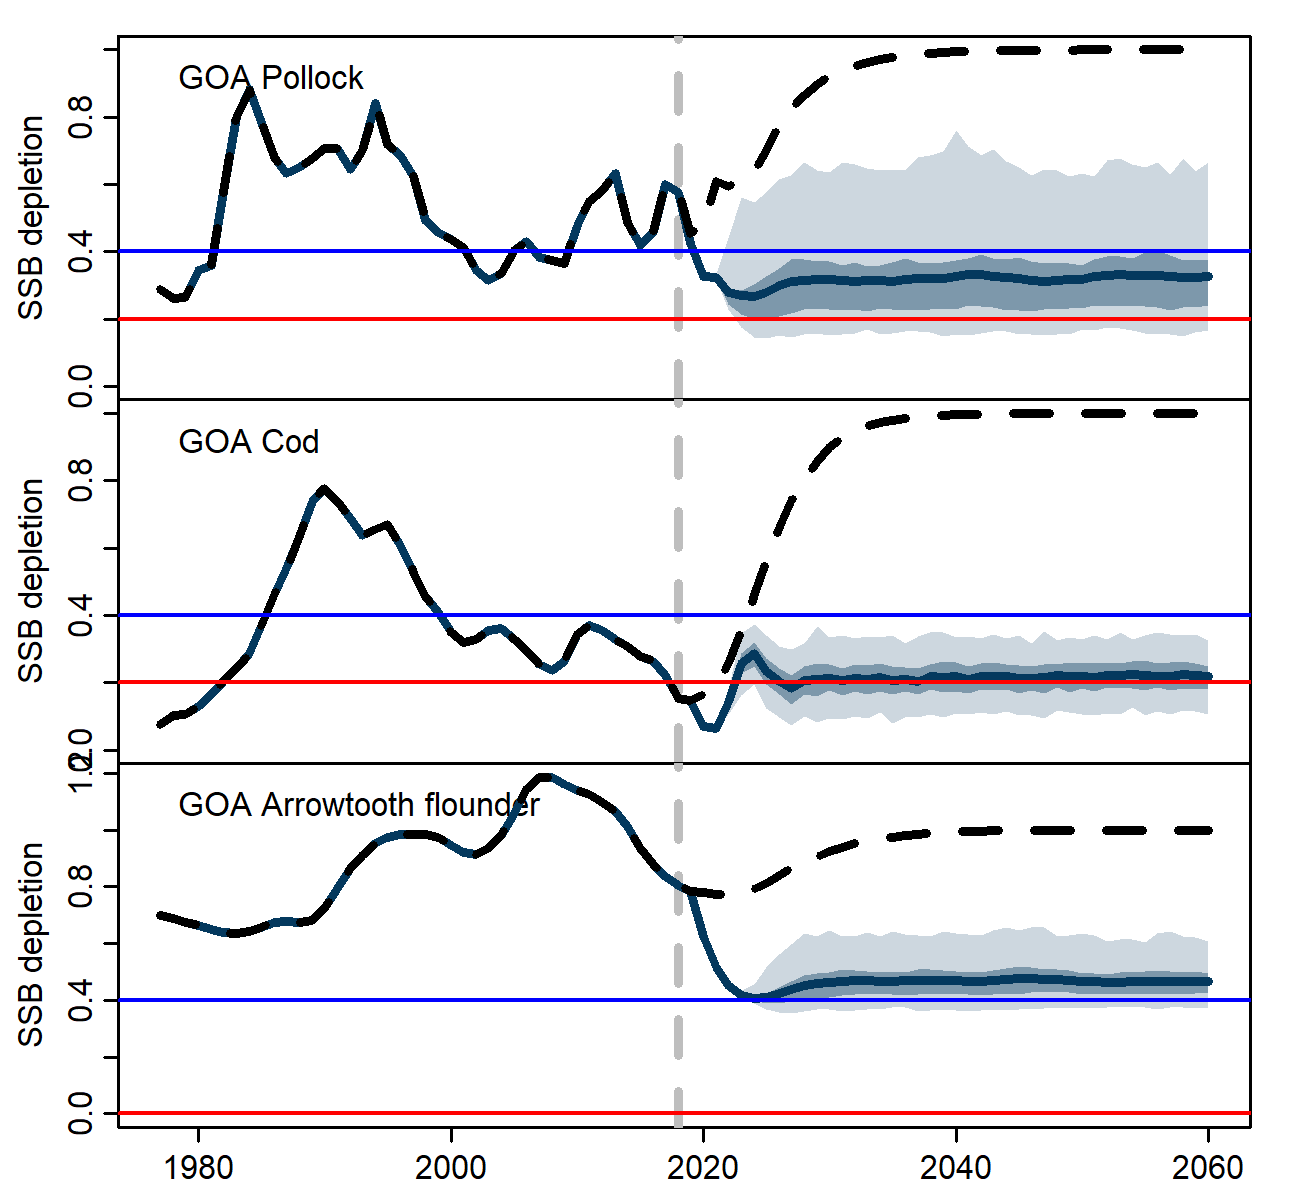 GOA Pollock
SSB depletion
0.8
0.4
0.0
GOA Cod
SSB depletion
0.8
0.4
0.0
GOA Arrowtooth flounder
SSB depletion
1.2
0.8
0.4
0.0
1980 2000 2020 2040 2060